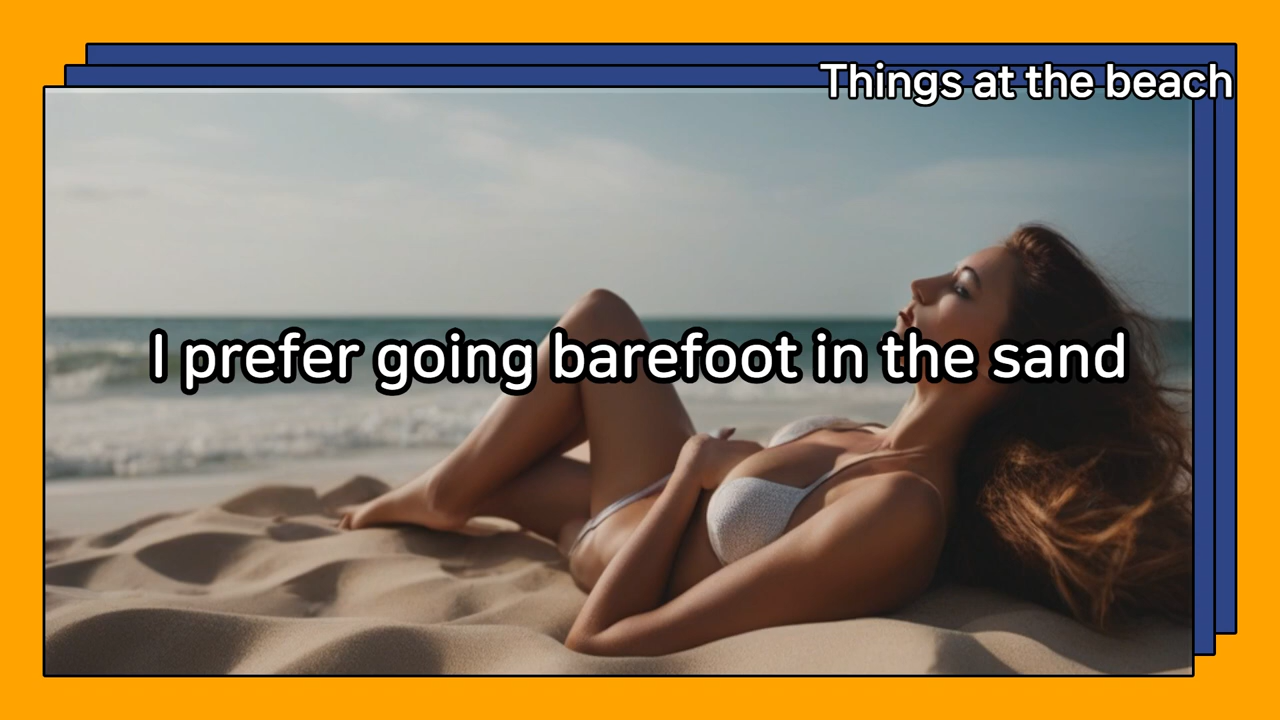 Things at the beach
I prefer going barefoot in the sand